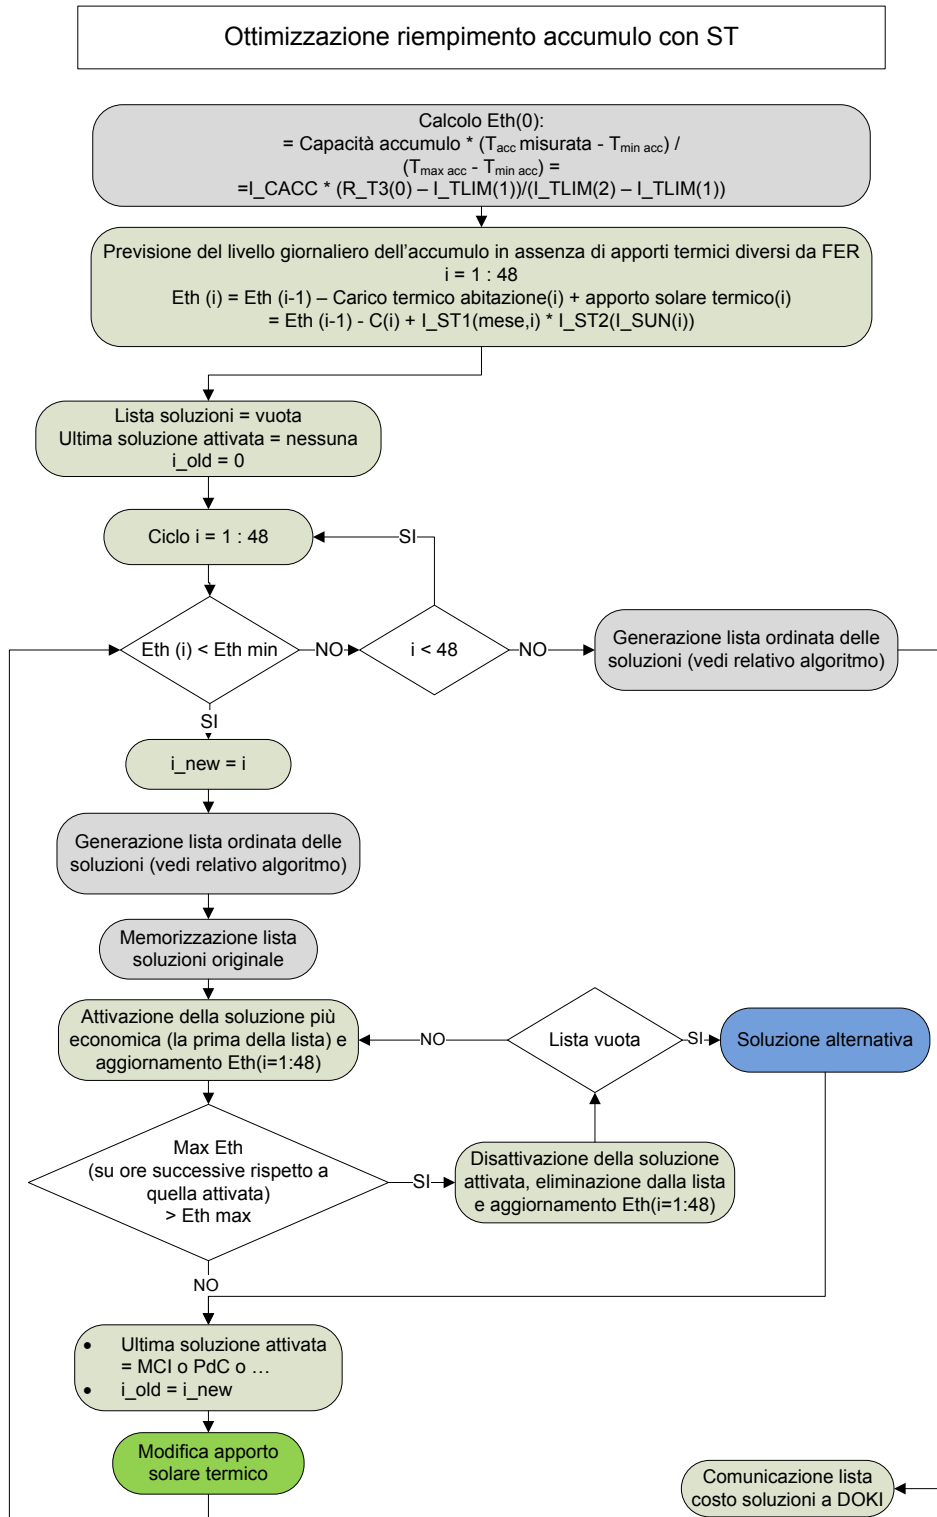 Ottimizzazione riempimento accumulo con ST
Calcolo Eth(0):
= Capacità accumulo * (T acc misurata - T min acc) /
(T max acc - T min acc) =
=I_CACC * (R_T3(0) – I_TLIM(1))/(I_TLIM(2) – I_TLIM(1))
Previsione del livello giornaliero dell'accumulo in assenza di apporti termici diversi da FER
i = 1 : 48
Eth (i) = Eth (i-1) – Carico termico abitazione(i) + apporto solare termico(i)
= Eth (i-1) - C(i) + I_ST1(mese,i) * I_ST2(I_SUN(i))
Lista soluzioni = vuota
Ultima soluzione attivata = nessuna
i_old = 0
Ciclo i = 1 : 48
SI
Eth (i) < Eth min
NO
i < 48
NO
Generazione lista ordinata delle
soluzioni (vedi relativo algoritmo)
SI
i_new = i
Generazione lista ordinata delle
soluzioni (vedi relativo algoritmo)
Memorizzazione lista
soluzioni originale
Attivazione della soluzione più
economica (la prima della lista) e
aggiornamento Eth(i=1:48)
NO
Lista vuota
SI
Soluzione alternativa
Max Eth
(su ore successive rispetto a
quella attivata)
> Eth max
SI
Disattivazione della soluzione
attivata, eliminazione dalla lista
e aggiornamento Eth(i=1:48)
NO
• Ultima soluzione attivata
= MCI o PdC o …
• i_old = i_new
Modifica apporto
solare termico
Comunicazione lista
costo soluzioni a DOKI